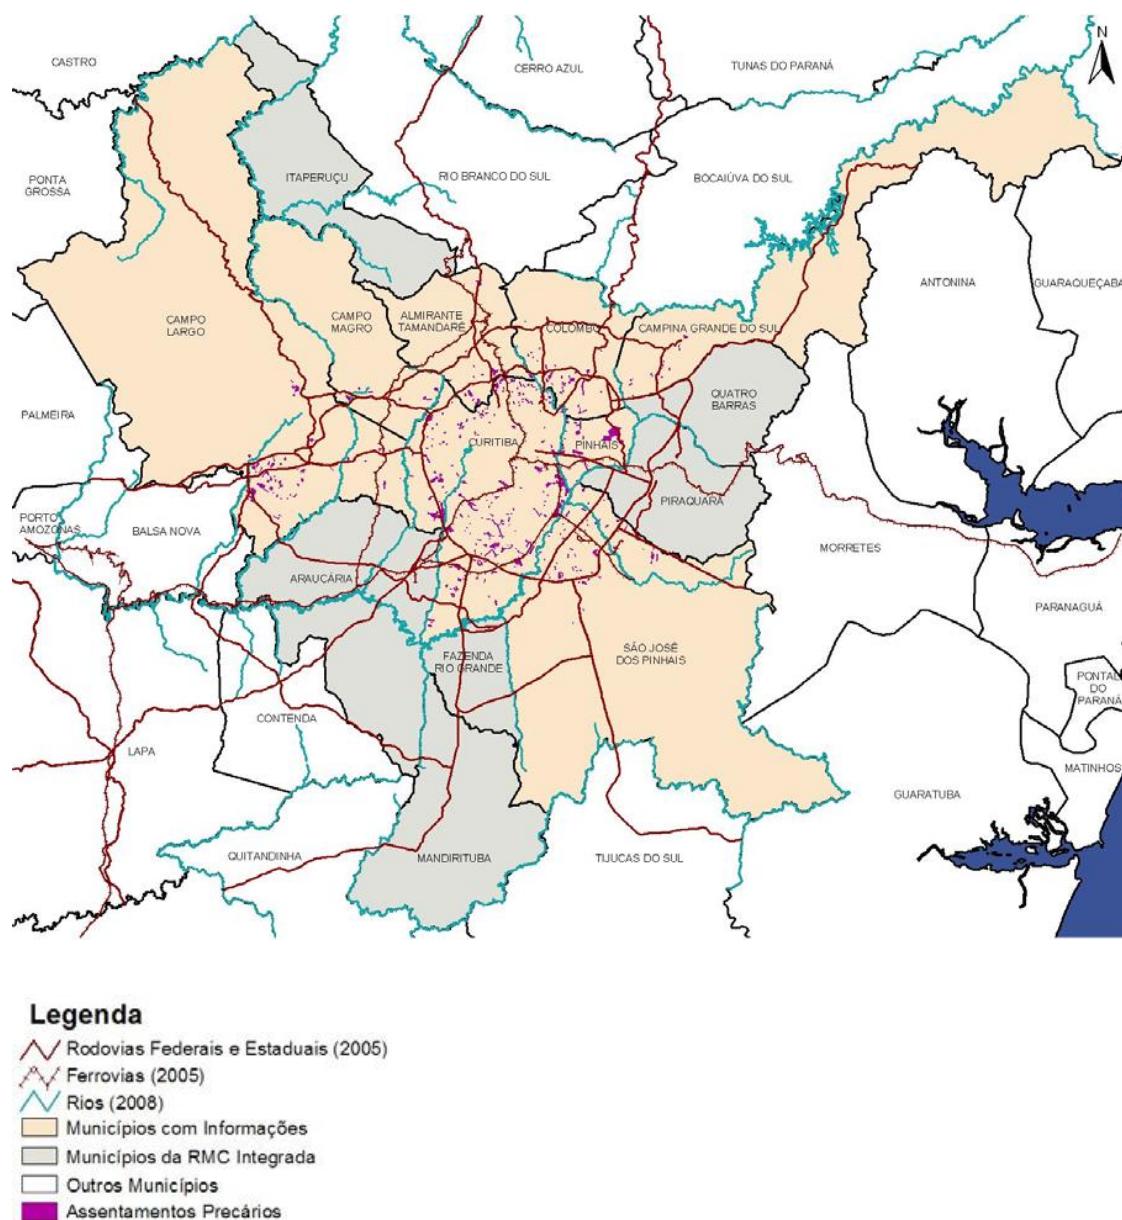 N
CASTRO
CERRO AZUL
TUNAS DO PARANÁ
PONTA
GROSSA
ITAPERUÇU
RIO BRANCO DO SUL
BOCAIÚVA DO SUL
ANTONINA
GUARAQUEÇABA
CAMPO
LARGO
CAMPO
MAGRO
ALMIRANTE
TAMANDARÉ
COLOMBO
CAMPINA GRANDE DO SUL
QUATRO
BARRAS
PALMEIRA
CURITIBA
PINHAIS
PIRAQUARA
PORTO
AMOZONAS
BALSA NOVA
MORRETES
ARAUCÁRIA
PARANAGUÁ
SÃO JOSÉ
DOS PINHAIS
FAZENDA
RIO GRANDE
PONTAL
DO
PARANÁ
CONTENDA
LAPA
MATINHOS
GUARATUBA
QUITANDINHA
MANDIRITUBA
TIJUCAS DO SUL
Legenda
Rodovias Federais e Estaduais (2005)
Ferrovias (2005)
Rios (2008)
Municípios com Informações
Municípios da RMC Integrada
Outros Municípios
Assentamentos Precários